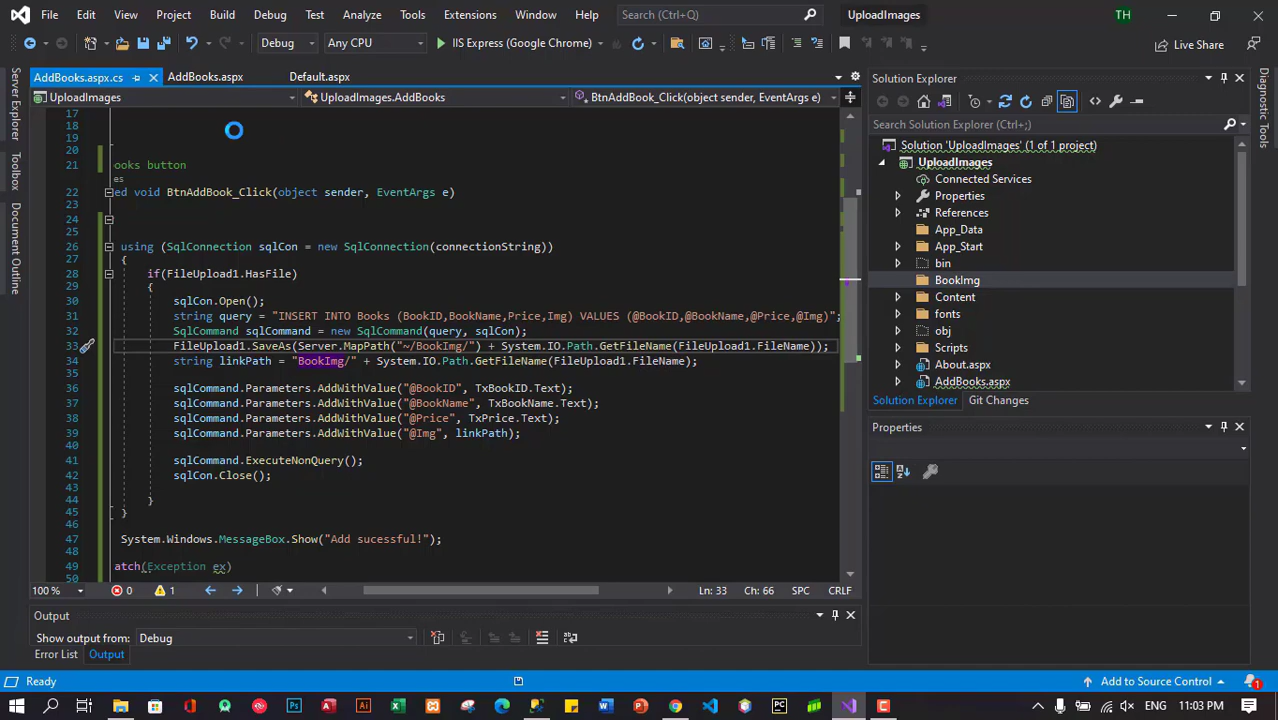 File Edit View Project Build Debug Test Analyze Tools Extensions Window Help Search (Ctrl+Q) UploadImages TH
Debug Any CPU IIS Express (Google Chrome) Live Share
Server Explorer
Toolbox
Document Outline
AddBooks.aspx.cs AddBooks.aspx Default.aspx
UploadImages UploadImages.AddBooks BtnAddBook_Click(object sender, EventArgs e)
17
18
19
20
21 ooks button
es
22 ed void BtnAddBook_Click(object sender, EventArgs e)
23
24
26 using (SqlConnection sqlCon = new SqlConnection(connectionString))
27 {
28 if(FileUpload1.HasFile)
29 {
30 sqlCon.Open();
31 string query = "INSERT INTO Books (BookID,BookName,Price,Img) VALUES (@BookID,@BookName,@Price,@Img)";
32 SqlCommand sqlCommand = new SqlCommand(query, sqlCon);
33 FileUpload1.SaveAs(Server.MapPath("~/BookImg/") + System.IO.Path.GetFileName(FileUpload1.FileName));
34 string linkPath = "BookImg/" + System.IO.Path.GetFileName(FileUpload1.FileName);
36 sqlCommand.Parameters.AddWithValue("@BookID", TxBookID.Text);
37 sqlCommand.Parameters.AddWithValue("@BookName", TxBookName.Text);
38 sqlCommand.Parameters.AddWithValue("@Price", TxPrice.Text);
39 sqlCommand.Parameters.AddWithValue("@Img", linkPath);
40
41 sqlCommand.ExecuteNonQuery();
42 sqlCon.Close();
43
44 }
45 }
46
47 System.Windows.MessageBox.Show("Add sucessful!");
48
49 atch(Exception ex)
50
100 % 0 1 Ln: 33 Ch: 66 SPC CRLF
Output
Show output from: Debug
Error List Output
Solution Explorer
Search Solution Explorer (Ctrl+;)
Solution 'UploadImages' (1 of 1 project)
UploadImages
Connected Services
Properties
References
App_Data
App_Start
bin
BookImg
Content
fonts
obj
Scripts
About.aspx
AddBooks.aspx
Solution Explorer Git Changes
Properties
Diagnostic Tools
Ready Add to Source Control 1
ENG 11:03 PM